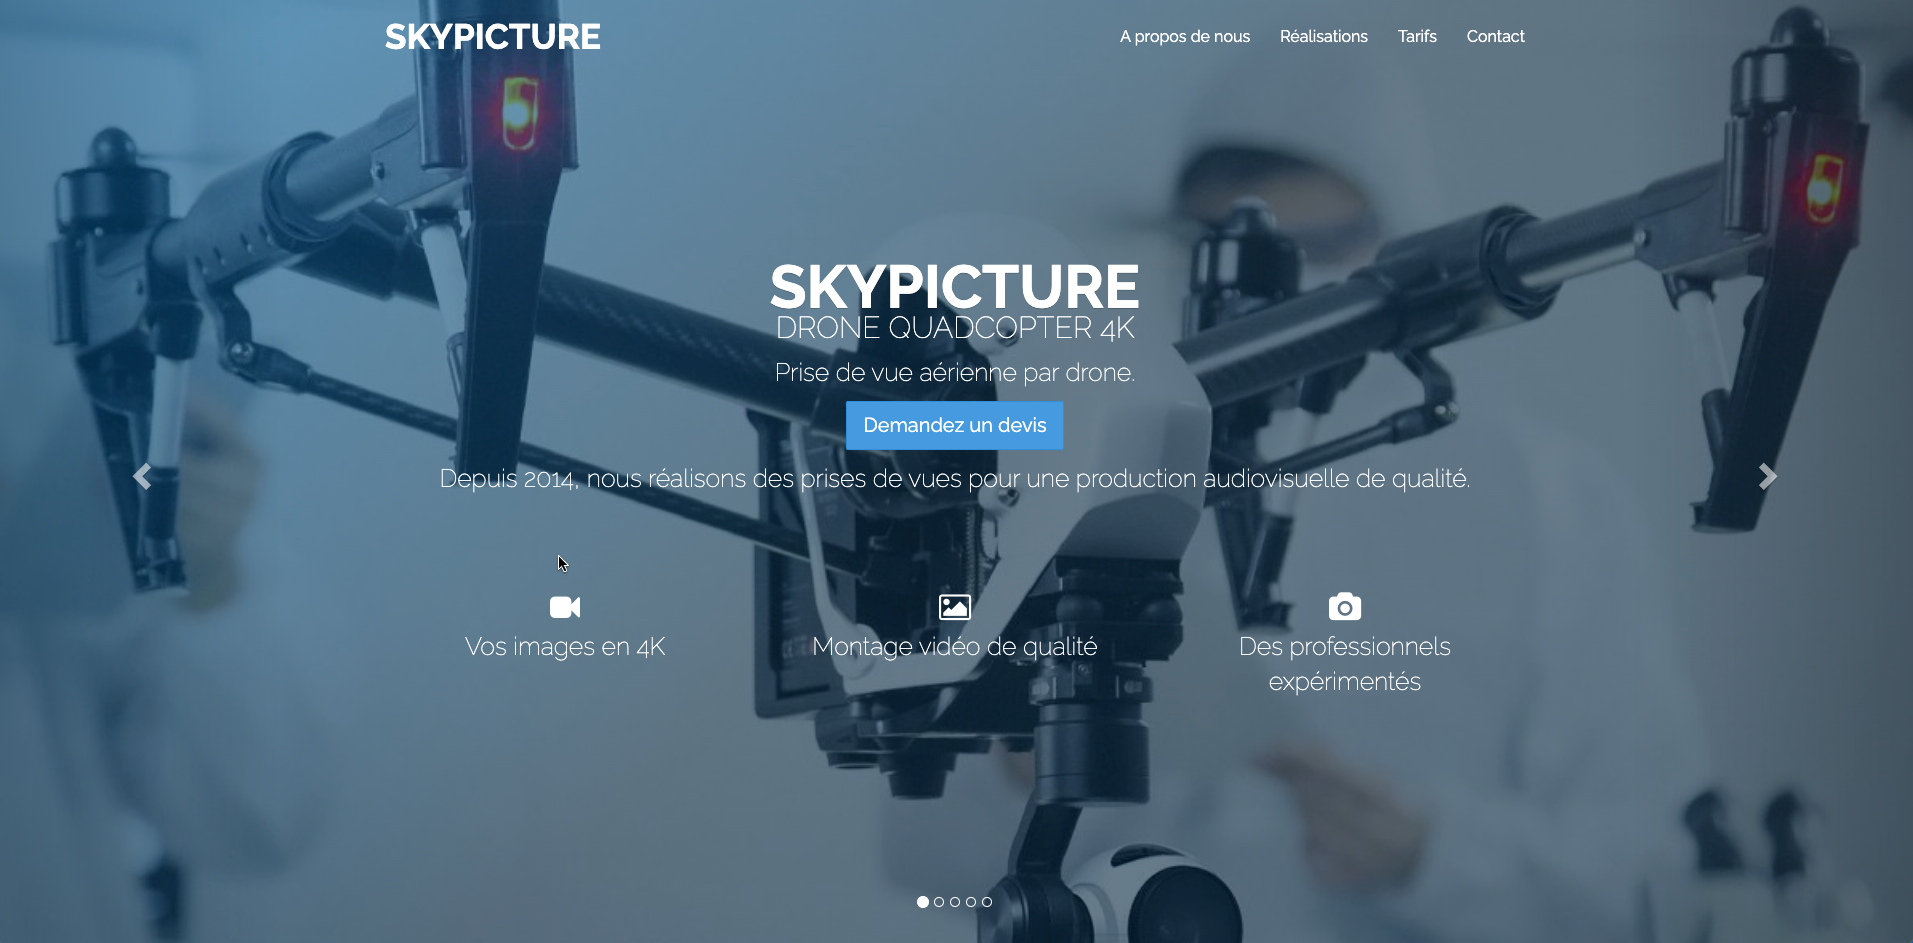 SKYPICTURE
A propos de nous
Réalisations
Tarifs
Contact
SKYPICTURE
DRONE QUADCOPTER 4K
Prise de vue aérienne par drone.
Demandez un devis
Depuis 2014, nous réalisons des prises de vues pour une production audiovisuelle de qualité.
Vos images en 4K
Montage vidéo de qualité
Des professionnels
expérimentés